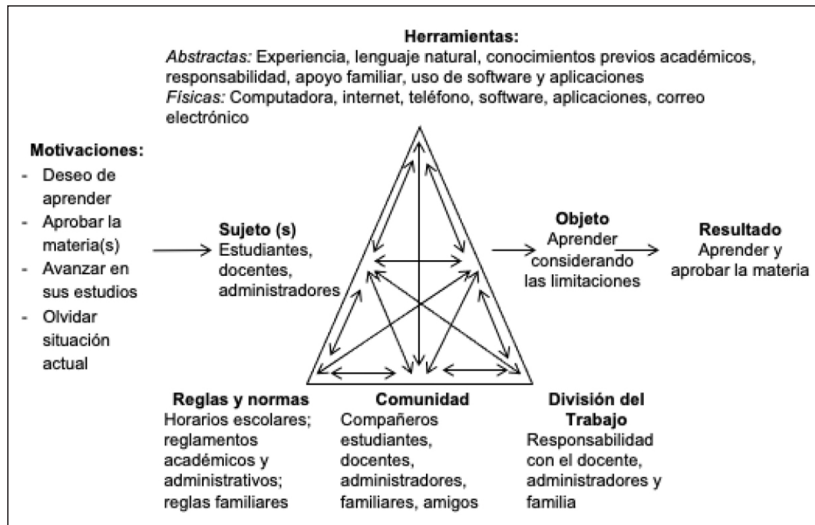 Herramientas:
Abstractas: Experiencia, lenguaje natural, conocimientos previos académicos,
responsabilidad, apoyo familiar, uso de software y aplicaciones
Físicas: Computadora, internet, teléfono, software, aplicaciones, correo
electrónico
Motivaciones:
- Deseo de
aprender
- Aprobar la
materia(s)
- Avanzar en
sus estudios
- Olvidar
situación
actual
Sujeto (s)
Estudiantes,
docentes,
administradores
Objeto
Aprender
considerando
las limitaciones
Resultado
Aprender y
aprobar la materia
Reglas y normas
Horarios escolares;
reglamentos
académicos y
administrativos;
reglas familiares
Comunidad
Compañeros
estudiantes,
docentes,
administradores,
familiares, amigos
División del
Trabajo
Responsabilidad
con el docente,
administradores y
familia